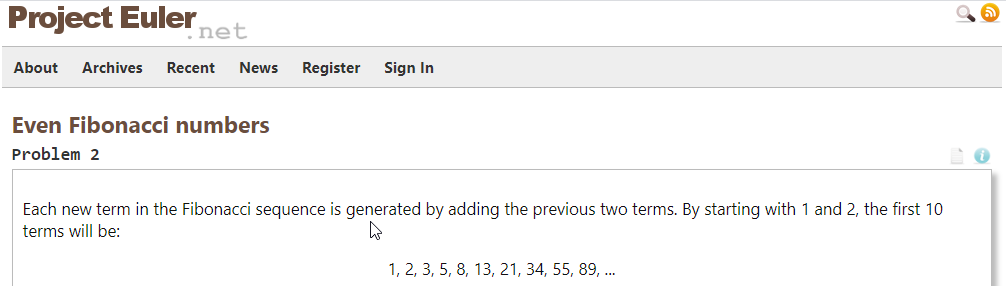 Project Euler
.net
About Archives Recent News Register Sign In
Even Fibonacci numbers
Problem 2
Each new term in the Fibonacci sequence is generated by adding the previous two terms. By starting with 1 and 2, the first 10
terms will be:
1, 2, 3, 5, 8, 13, 21, 34, 55, 89, ...